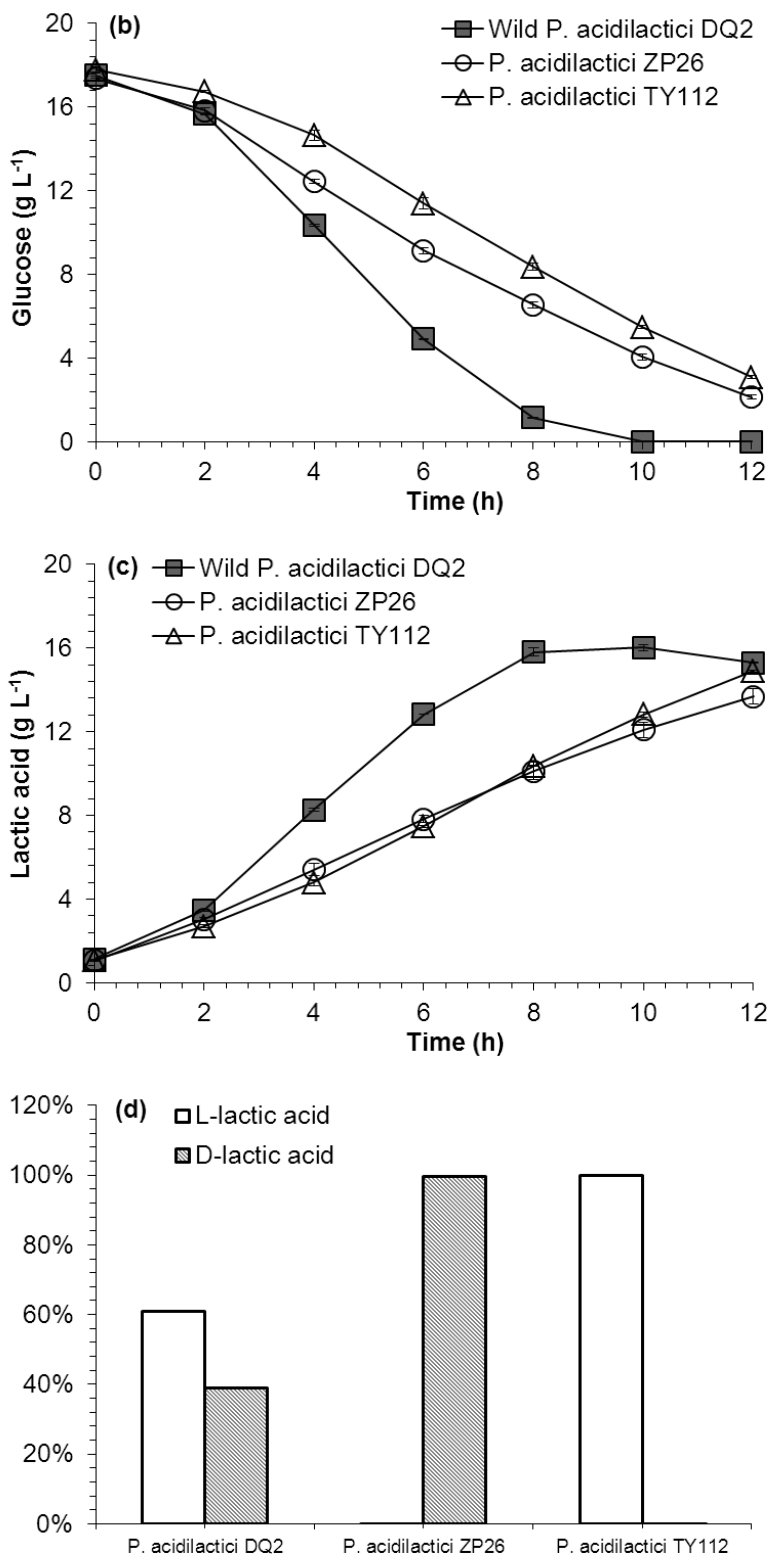 (b)
Wild P. acidilactici DQ2
P. acidilactici ZP26
P. acidilactici TY112
20
16
12
8
4
0
Glucose (g L-1)
0 2 4 6 8 10 12
Time (h)
(c)
Wild P. acidilactici DQ2
P. acidilactici ZP26
P. acidilactici TY112
20
16
12
8
4
0
Lactic acid (g L-1)
0 2 4 6 8 10 12
Time (h)
(d)
L-lactic acid
D-lactic acid
120%
100%
80%
60%
40%
20%
0%
P. acidilactici DQ2 P. acidilactici ZP26 P. acidilactici TY112